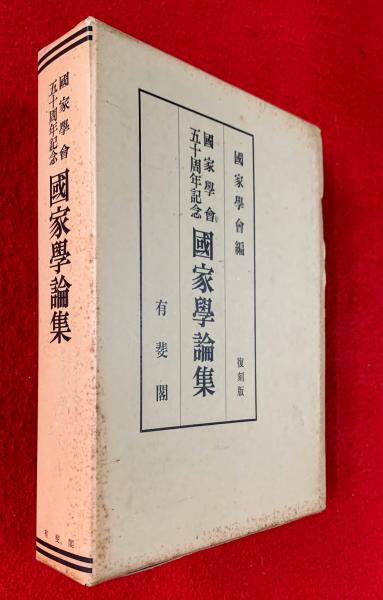 國家學會
五十周年記念
國家學論集
有斐閣
國家學會編
國家學會
五十周年記念
國家學論集
復刻版
有斐閣